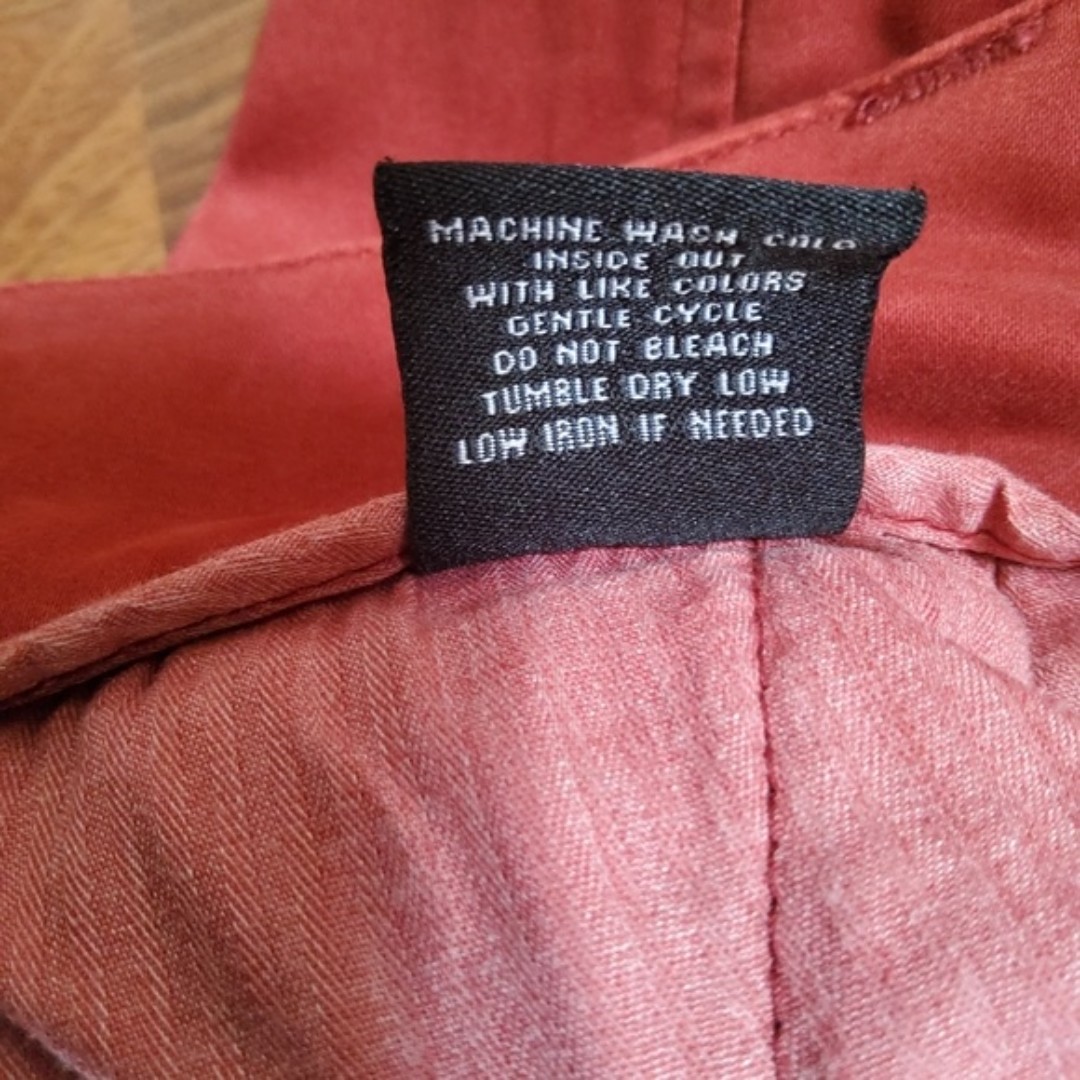 MACHINE WASH COLD
INSIDE OUT
WITH LIKE COLORS
GENTLE CYCLE
DO NOT BLEACH
TUMBLE DRY LOW
LOW IRON IF NEEDED